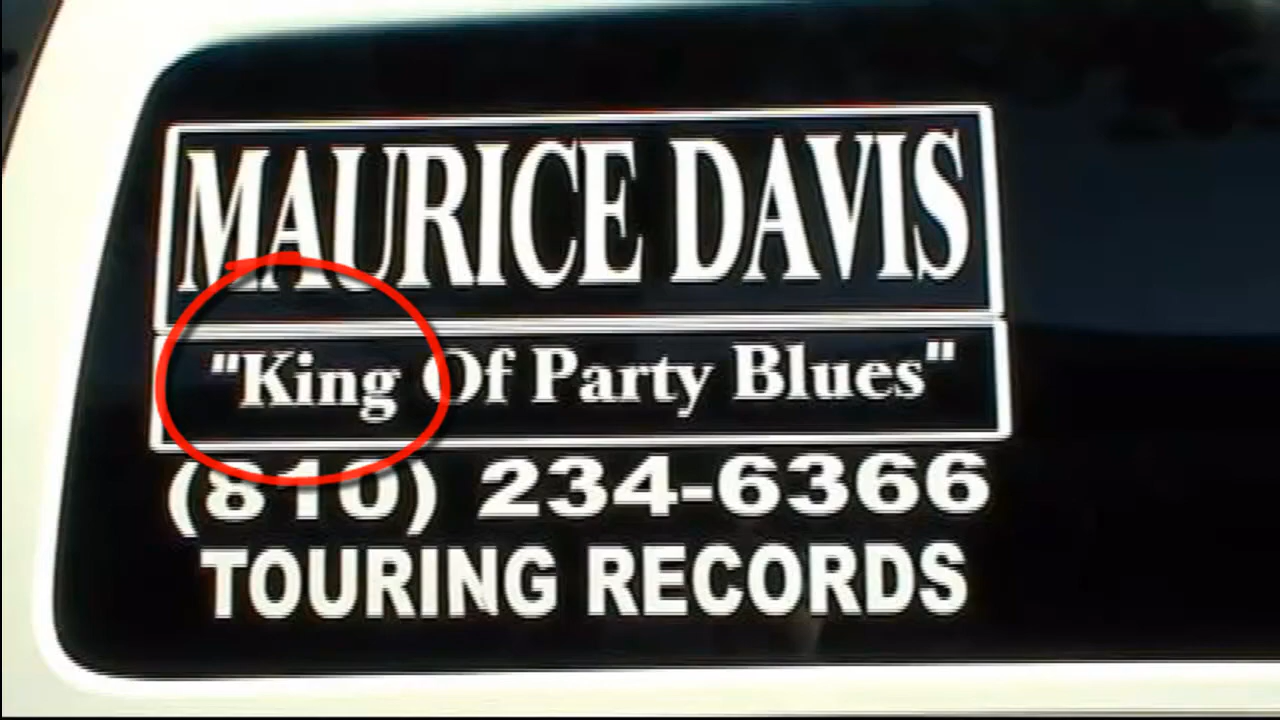 MAURICE DAVIS
"King Of Party Blues"
(810) 234-6366
TOURING RECORDS